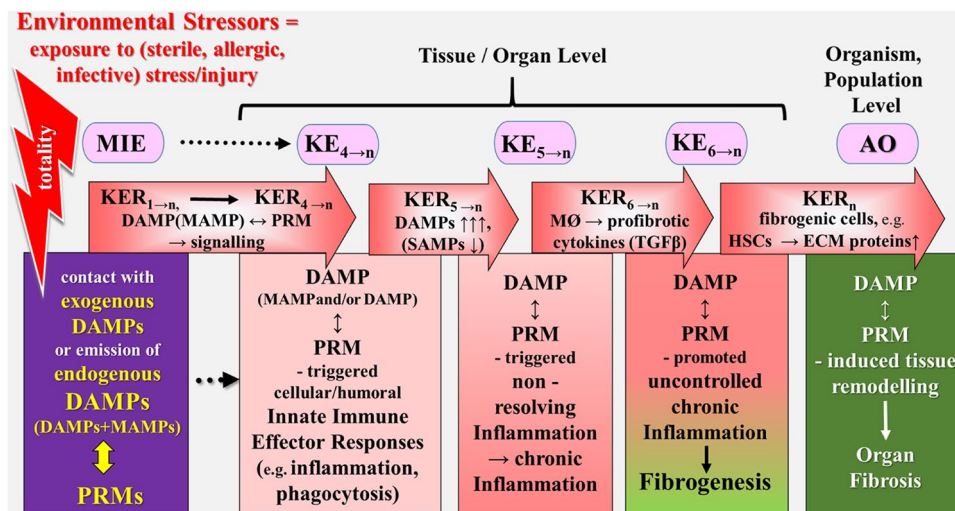 Environmental Stressors =
exposure to (sterile, allergic,
infective) stress/injury
totality
Tissue / Organ Level
Organism,
Population
Level
MIE
KE4→n
KE5→n
KE6→n
AO
KER1→n, → KER4→n
DAMP(MAMP) ↔ PRM
→ signalling
KER5→n
DAMPs ↑↑↑,
(SAMPs ↓)
KER6→n
MØ → profibrotic
cytokines (TGFβ)
KERn
fibrogenic cells, e.g.
HSCs → ECM proteins↑
contact with
exogenous
DAMPs
or emission of
endogenous
DAMPs
(DAMPs+MAMPs)
PRMs
DAMP
(MAMPand/or DAMP)
↕
PRM
- triggered
cellular/humoral
Innate Immune
Effector Responses
(e.g. inflammation,
phagocytosis)
DAMP
↕
PRM
- triggered
non -
resolving
Inflammation
→ chronic
Inflammation
DAMP
↕
PRM
- promoted
uncontrolled
chronic
Inflammation
Fibrogenesis
DAMP
↕
PRM
- induced tissue
remodelling
Organ
Fibrosis